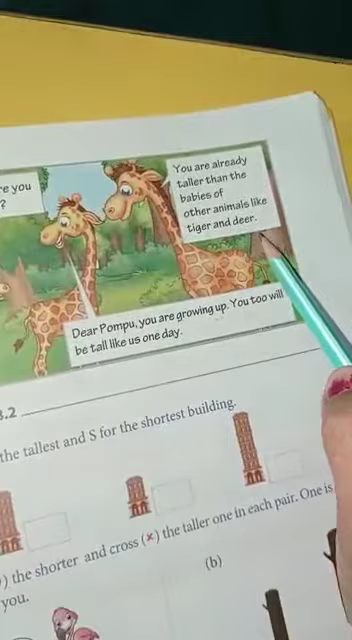 re you
?
You are already
taller than the
babies of
other animals like
tiger and deer.
Dear Pompu, you are growing up. You too will
be tall like us one day.
3.2
the tallest and S for the shortest building.
) the shorter and cross (×) the taller one in each pair. One is
you.
(b)